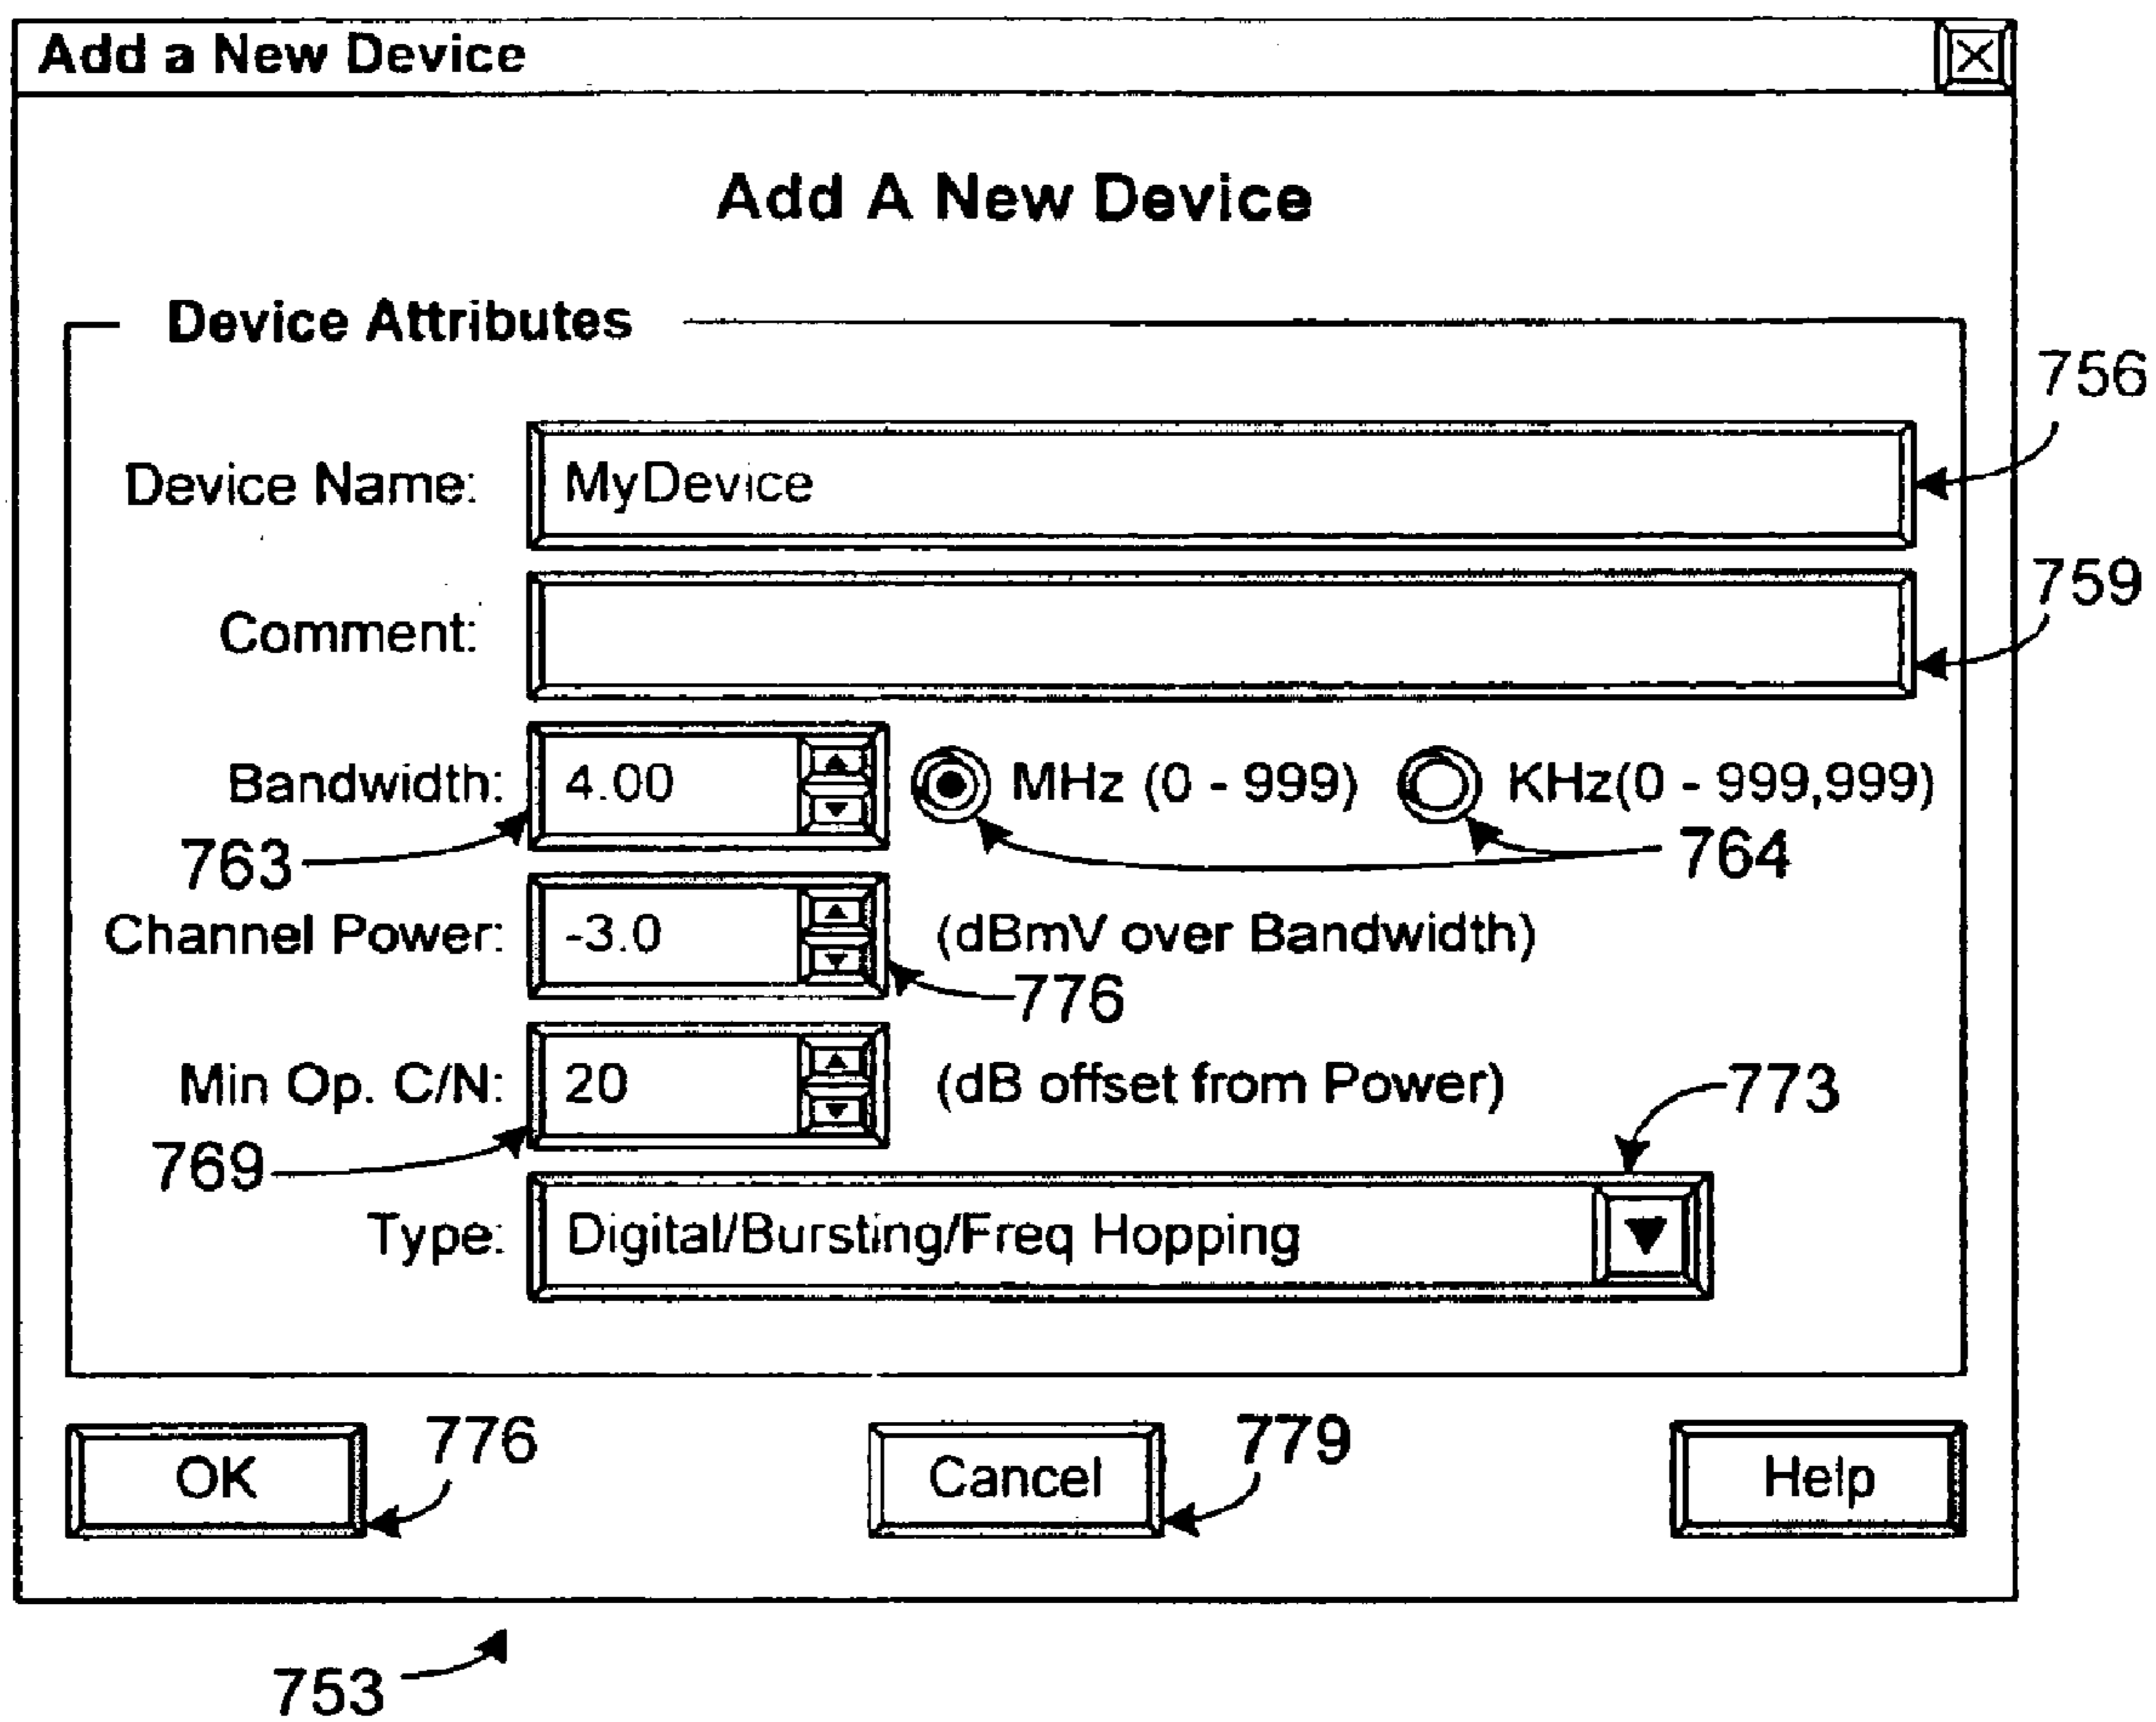 Add a New Device
Add A New Device
Device Attributes
756
Device Name: MyDevice
759
Comment:
Bandwidth: 4.00 MHz (0 - 999) KHz(0 - 999,999)
763 764
Channel Power: -3.0 (dBmV over Bandwidth)
776
Min Op. C/N: 20 (dB offset from Power) 773
769
Type: Digital/Bursting/Freq Hopping
776 779
OK Cancel Help
753